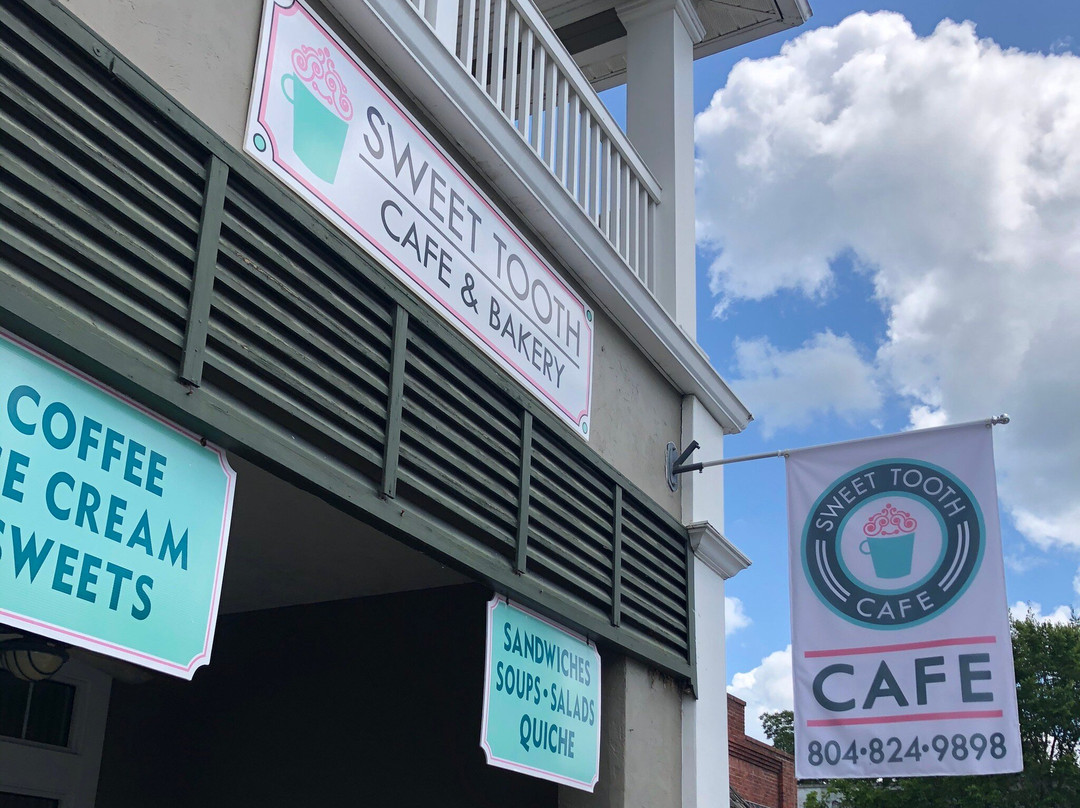 SWEET TOOTH
CAFE & BAKERY
COFFEE
E CREAM
SWEETS
SANDWICHES
SOUPS • SALADS
QUICHE
SWEET TOOTH
CAFE
CAFE
804•824•9898